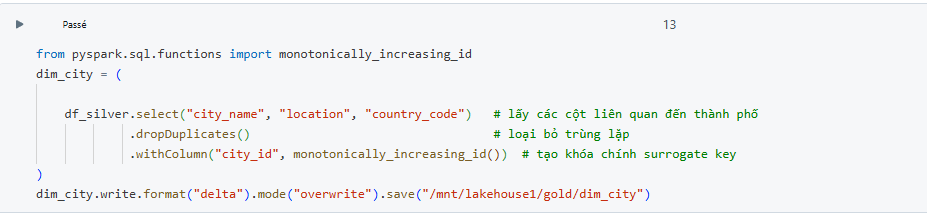 Passé
13
from pyspark.sql.functions import monotonically_increasing_id
dim_city = (
df_silver.select("city_name", "location", "country_code")   # lấy các cột liên quan đến thành phố
.dropDuplicates()   # loại bỏ trùng lặp
.withColumn("city_id", monotonically_increasing_id())  # tạo khóa chính surrogate key
)
dim_city.write.format("delta").mode("overwrite").save("/mnt/lakehouse1/gold/dim_city")